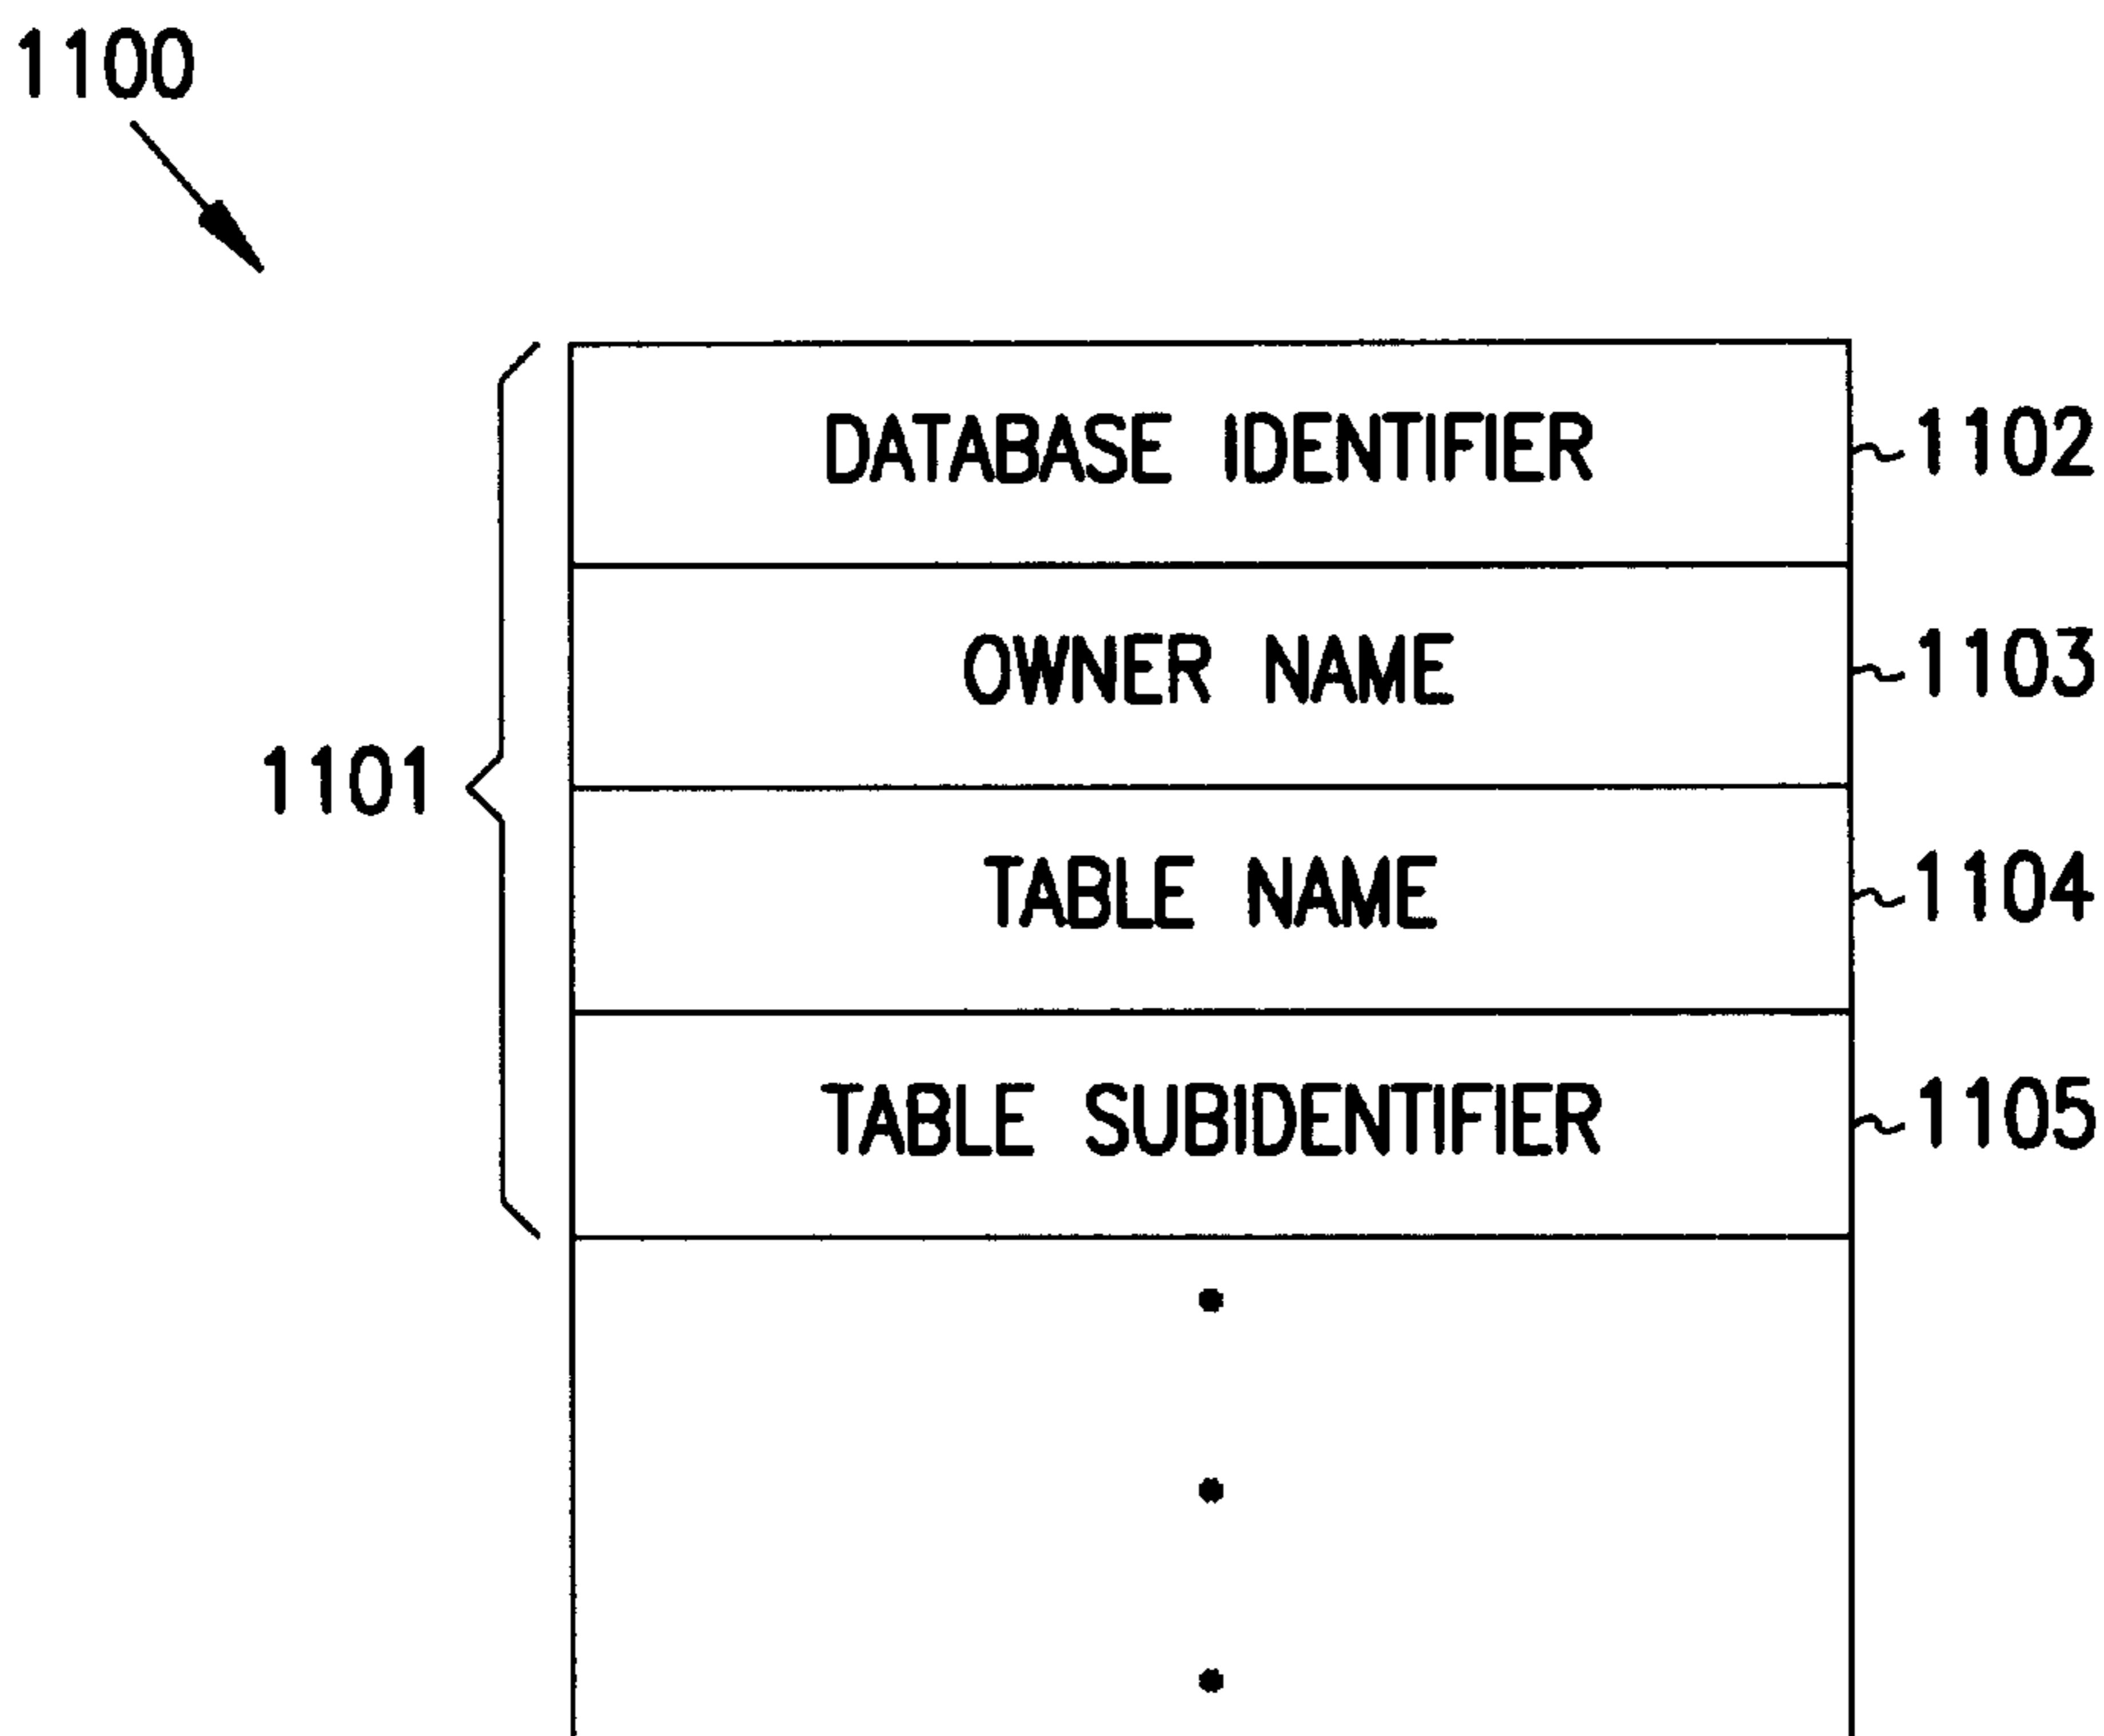 1100
DATABASE IDENTIFIER 1102
OWNER NAME 1103
1101
TABLE NAME 1104
TABLE SUBIDENTIFIER 1105